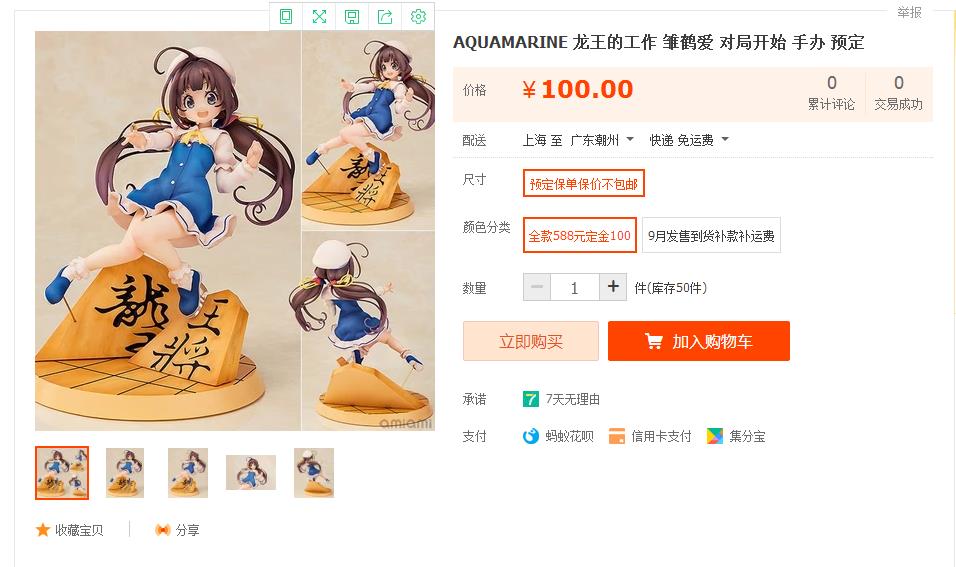 举报
AQUAMARINE 龙王的工作 雏鹤爱 对局开始 手办 预定
价格 ¥100.00
0 累计评论
0 交易成功
配送 上海 至 广东潮州 快递 免运费
尺寸 预定保单保价不包邮
颜色分类 全款588元定金100 9月发售到货补款补运费
数量 1 件(库存50件)
立即购买 加入购物车
承诺 7 7天无理由
支付 蚂蚁花呗 信用卡支付 集分宝
龍王
王將
amiami
收藏宝贝 分享